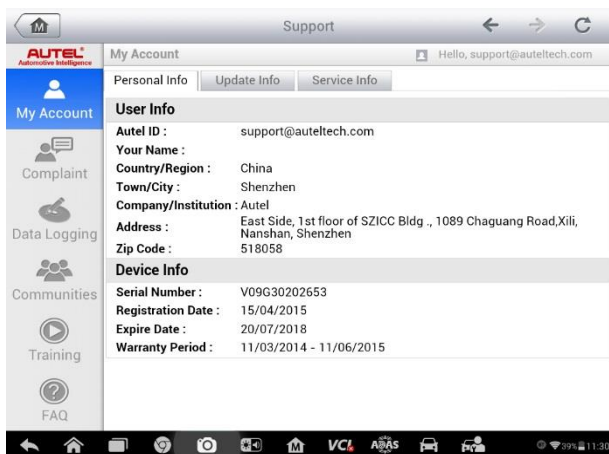 Support
AUTEL
Automotive Intelligence
My Account
Hello, support@auteltech.com
My Account
Complaint
Data Logging
Communities
Training
FAQ
Personal Info
Update Info
Service Info
User Info
Autel ID : support@auteltech.com
Your Name :
Country/Region : China
Town/City : Shenzhen
Company/Institution : Autel
Address : East Side, 1st floor of SZICC Bldg ., 1089 Chaguang Road,Xili,
Nanshan, Shenzhen
Zip Code : 518058
Device Info
Serial Number : V09G30202653
Registration Date : 15/04/2015
Expire Date : 20/07/2018
Warranty Period : 11/03/2014 - 11/06/2015
M
M
VCI
ADAS
39% 11:30